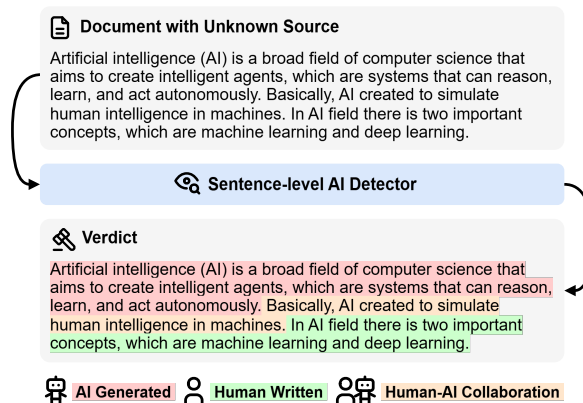 Document with Unknown Source
Artificial intelligence (AI) is a broad field of computer science that
aims to create intelligent agents, which are systems that can reason,
learn, and act autonomously. Basically, AI created to simulate
human intelligence in machines. In AI field there is two important
concepts, which are machine learning and deep learning.
Sentence-level AI Detector
Verdict
Artificial intelligence (AI) is a broad field of computer science that
aims to create intelligent agents, which are systems that can reason,
learn, and act autonomously. Basically, AI created to simulate
human intelligence in machines. In AI field there is two important
concepts, which are machine learning and deep learning.
AI Generated Human Written Human-AI Collaboration